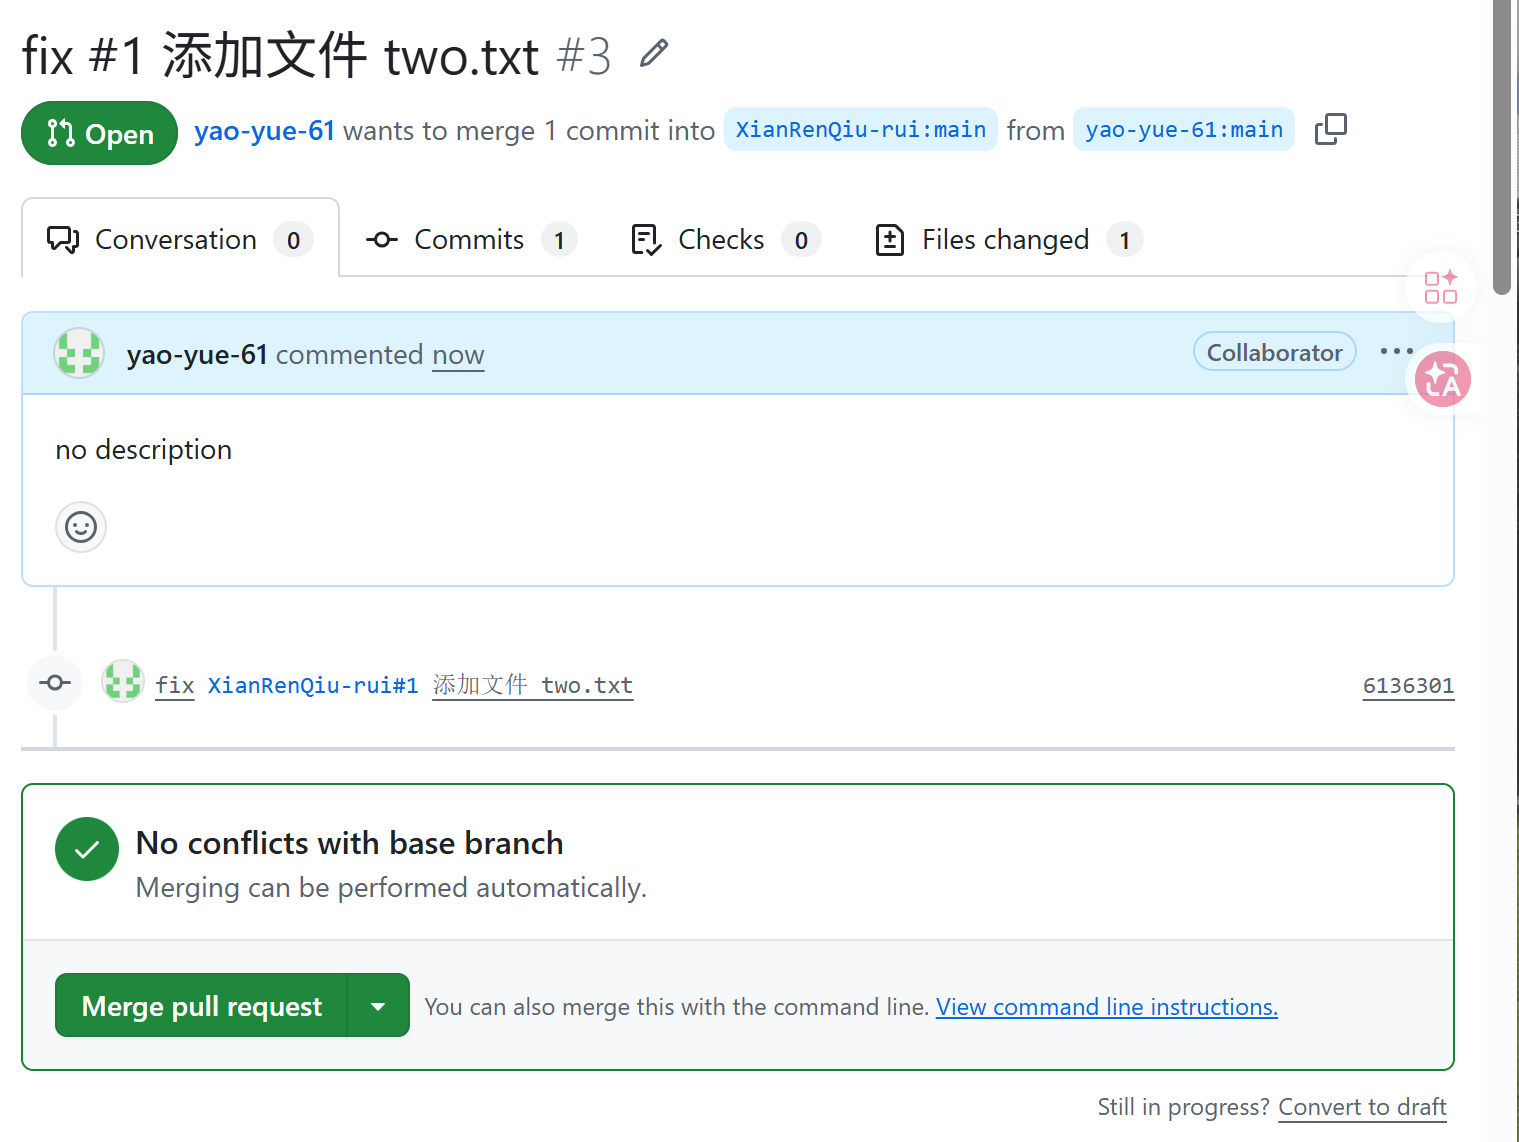 fix #1 添加文件 two.txt #3
Open yao-yue-61 wants to merge 1 commit into XianRenQiu-rui:main from yao-yue-61:main
Conversation 0 Commits 1 Checks 0 Files changed 1
yao-yue-61 commented now Collaborator
no description
fix XianRenQiu-rui#1 添加文件 two.txt 6136301
No conflicts with base branch
Merging can be performed automatically.
Merge pull request You can also merge this with the command line. View command line instructions.
Still in progress? Convert to draft